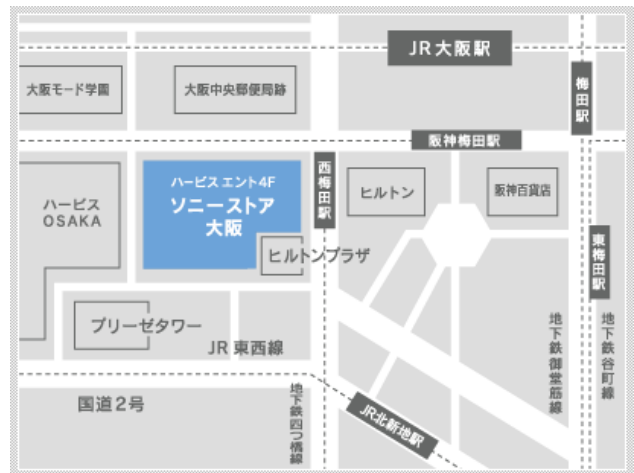 JR大阪駅
大阪モード学園
大阪中央郵便局跡
梅田駅
阪神梅田駅
ハービス
OSAKA
ハービス エント4F
ソニーストア
大阪
西梅田駅
ヒルトン
阪神百貨店
ヒルトンプラザ
東梅田駅
ブリーゼタワー
JR東西線
地下鉄御堂筋線
地下鉄谷町線
国道2号
地下鉄四つ橋線
JR北新地駅